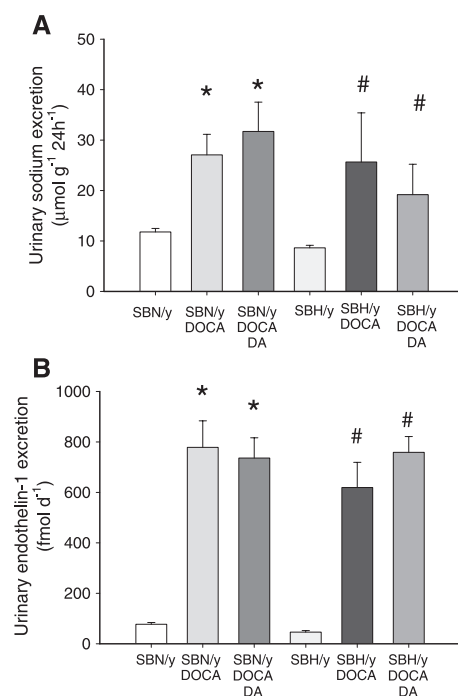 A
Urinary sodium excretion
(μmol g-1 24h-1)
50
40
30
20
10
0
* * # #
SBN/y SBN/y SBN/y SBH/y SBH/y SBH/y
DOCA DOCA DOCA DOCA
DA DA
B
Urinary endothelin-1 excretion
(fmol d-1)
1000
800
600
400
200
0
* * # #
SBN/y SBN/y SBN/y SBH/y SBH/y SBH/y
DOCA DOCA DOCA DOCA
DA DA